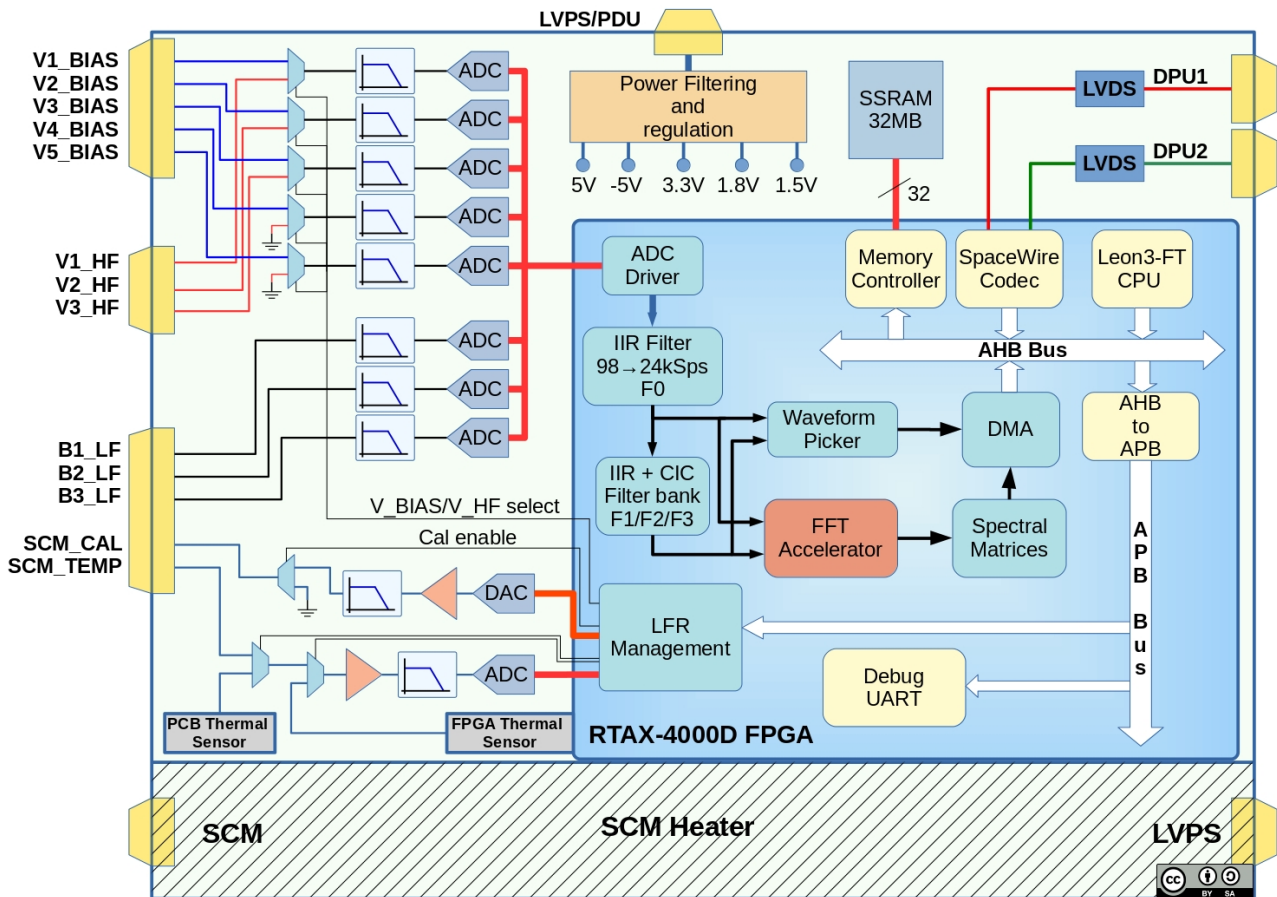 LVPS/PDU
V1_BIAS
V2_BIAS
V3_BIAS
V4_BIAS
V5_BIAS
V1_HF
V2_HF
V3_HF
B1_LF
B2_LF
B3_LF
SCM_CAL
SCM_TEMP
ADC
ADC
ADC
ADC
ADC
ADC
ADC
ADC
Power Filtering
and
regulation
5V
-5V
3.3V
1.8V
1.5V
SSRAM
32MB
32
LVDS
DPU1
LVDS
DPU2
ADC
Driver
Memory
Controller
SpaceWire
Codec
Leon3-FT
CPU
IIR Filter
98→24kSps
F0
AHB Bus
Waveform
Picker
DMA
AHB
to
APB
IIR + CIC
Filter bank
F1/F2/F3
FFT
Accelerator
Spectral
Matrices
APB Bus
V_BIAS/V_HF select
Cal enable
DAC
LFR
Management
ADC
Debug
UART
PCB Thermal
Sensor
FPGA Thermal
Sensor
RTAX-4000D FPGA
SCM
SCM Heater
LVPS
cc
BY SA